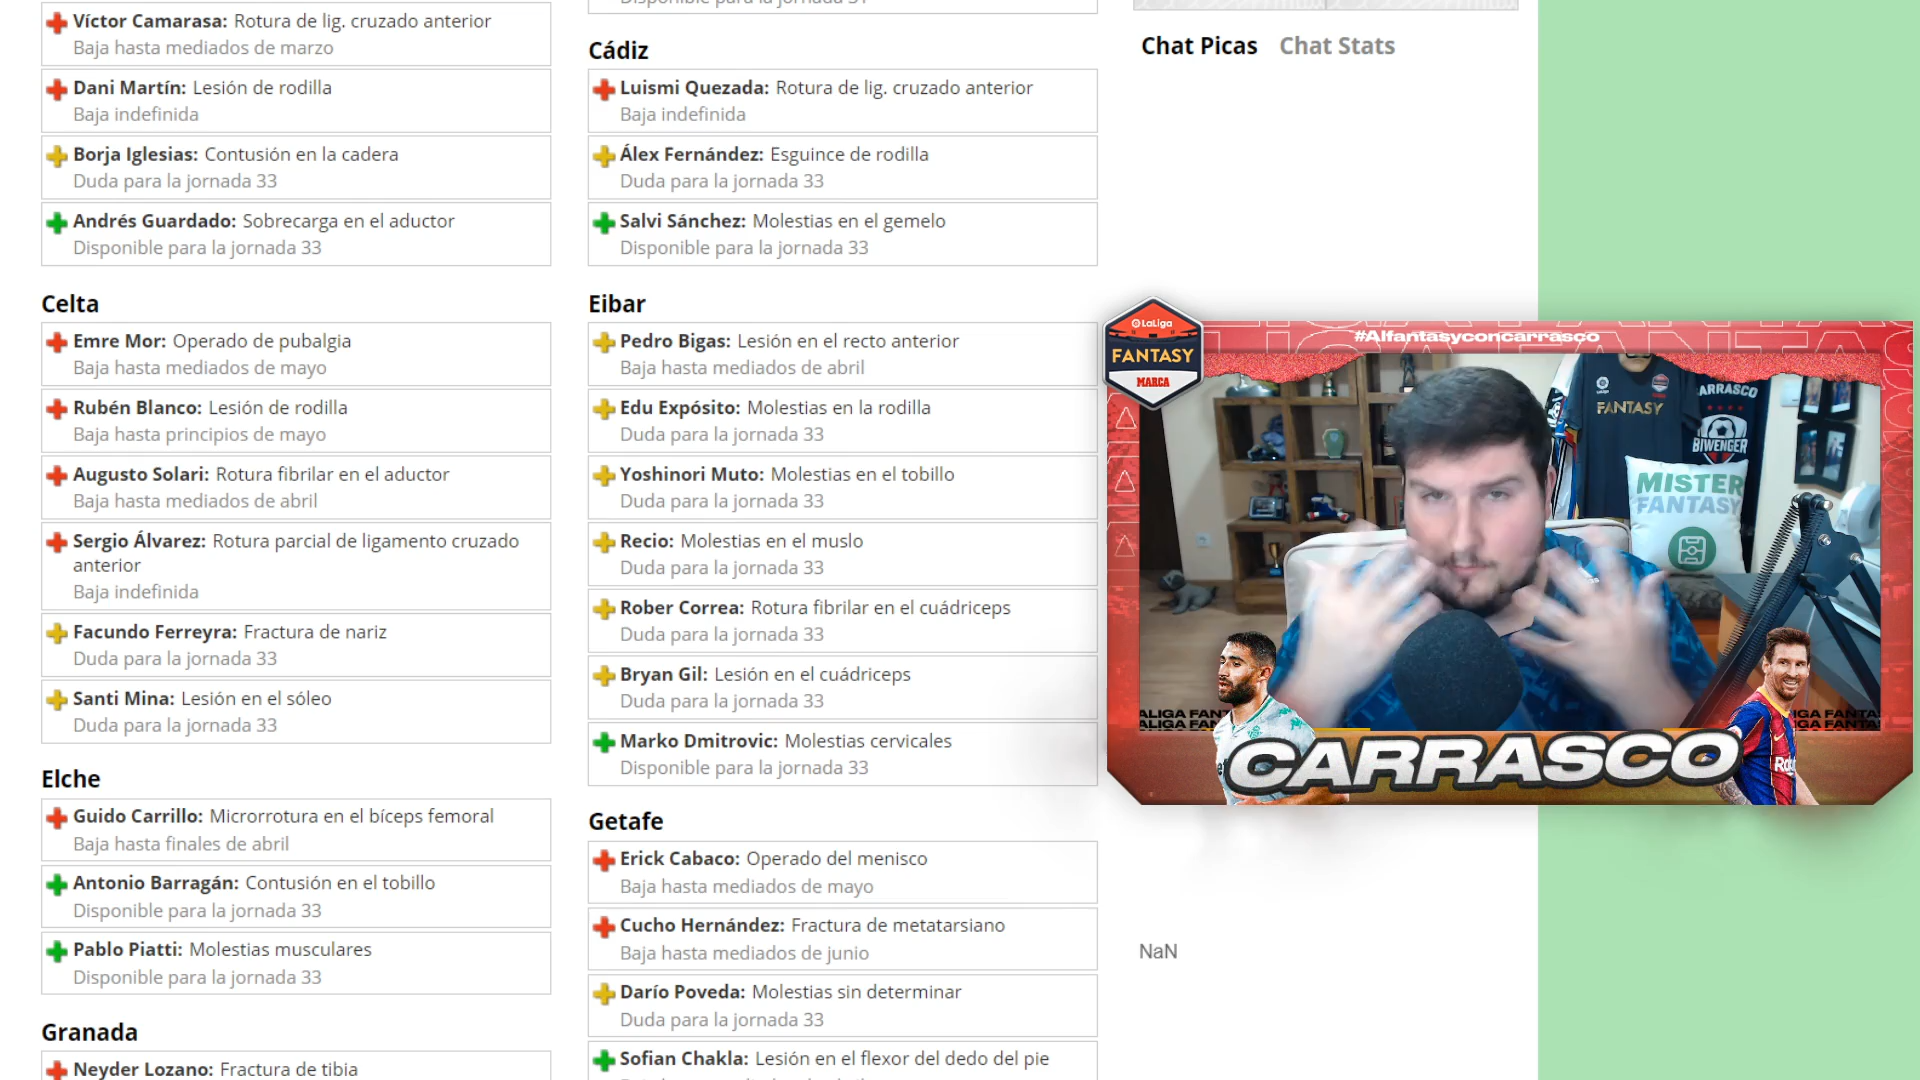 Víctor Camarasa: Rotura de lig. cruzado anterior
Baja hasta mediados de marzo
Dani Martín: Lesión de rodilla
Baja indefinida
Borja Iglesias: Contusión en la cadera
Duda para la jornada 33
Andrés Guardado: Sobrecarga en el aductor
Disponible para la jornada 33
Celta
Emre Mor: Operado de pubalgia
Baja hasta mediados de mayo
Rubén Blanco: Lesión de rodilla
Baja hasta principios de mayo
Augusto Solari: Rotura fibrilar en el aductor
Baja hasta mediados de abril
Sergio Álvarez: Rotura parcial de ligamento cruzado
anterior
Baja indefinida
Facundo Ferreyra: Fractura de nariz
Duda para la jornada 33
Santi Mina: Lesión en el sóleo
Duda para la jornada 33
Elche
Guido Carrillo: Microrrotura en el bíceps femoral
Baja hasta finales de abril
Antonio Barragán: Contusión en el tobillo
Disponible para la jornada 33
Pablo Piatti: Molestias musculares
Disponible para la jornada 33
Granada
Neyder Lozano: Fractura de tibia
Cádiz
Luismi Quezada: Rotura de lig. cruzado anterior
Baja indefinida
Álex Fernández: Esguince de rodilla
Duda para la jornada 33
Salvi Sánchez: Molestias en el gemelo
Disponible para la jornada 33
Eibar
Pedro Bigas: Lesión en el recto anterior
Baja hasta mediados de abril
Edu Expósito: Molestias en la rodilla
Duda para la jornada 33
Yoshinori Muto: Molestias en el tobillo
Duda para la jornada 33
Recio: Molestias en el muslo
Duda para la jornada 33
Rober Correa: Rotura fibrilar en el cuádriceps
Duda para la jornada 33
Bryan Gil: Lesión en el cuádriceps
Duda para la jornada 33
Marko Dmitrovic: Molestias cervicales
Disponible para la jornada 33
Getafe
Erick Cabaco: Operado del menisco
Baja hasta mediados de mayo
Cucho Hernández: Fractura de metatarsiano
Baja hasta mediados de junio
Darío Poveda: Molestias sin determinar
Duda para la jornada 33
Sofian Chakla: Lesión en el flexor del dedo del pie
Chat Picas Chat Stats
#Alfantasyconcarrasco
LaLiga
FANTASY
MARCA
FANTASY
CARRASCO
BIWENGER
MISTER
FANTASY
CARRASCO
NaN